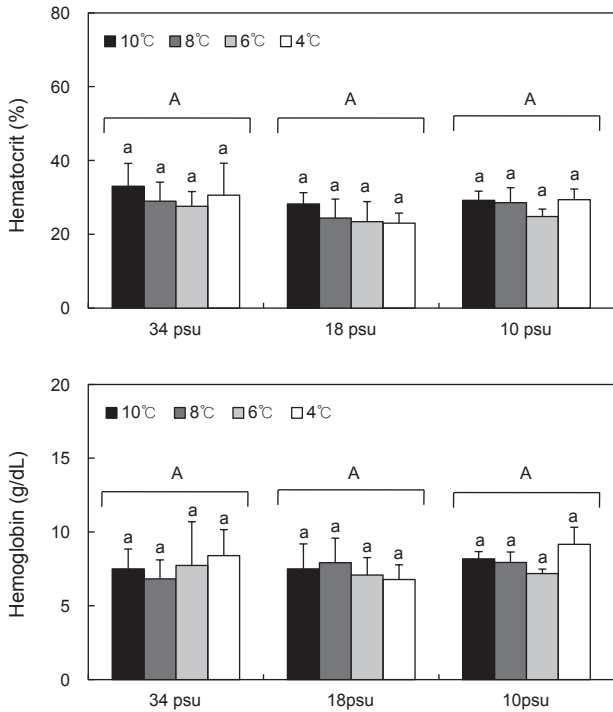 80
10℃ 8℃ 6℃ 4℃
60
A A A
Hematocrit (%)
40
a a a a a a a a a a a a
20
0
34 psu 18 psu 10 psu
20
10℃ 8℃ 6℃ 4℃
15
A A A
Hemoglobin (g/dL)
10
a a a a a a a a a a a a
5
0
34 psu 18psu 10psu